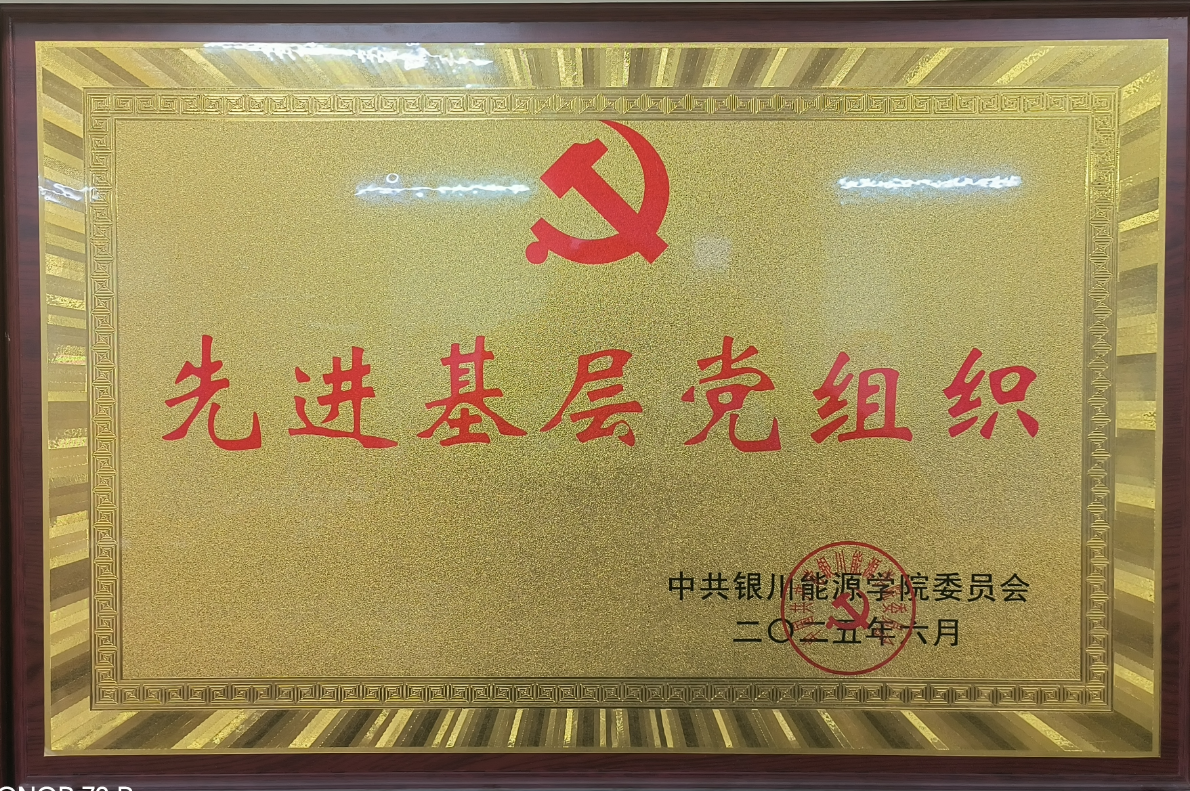 先进基层党组织
中共银川能源学院委员会
二〇二五年六月